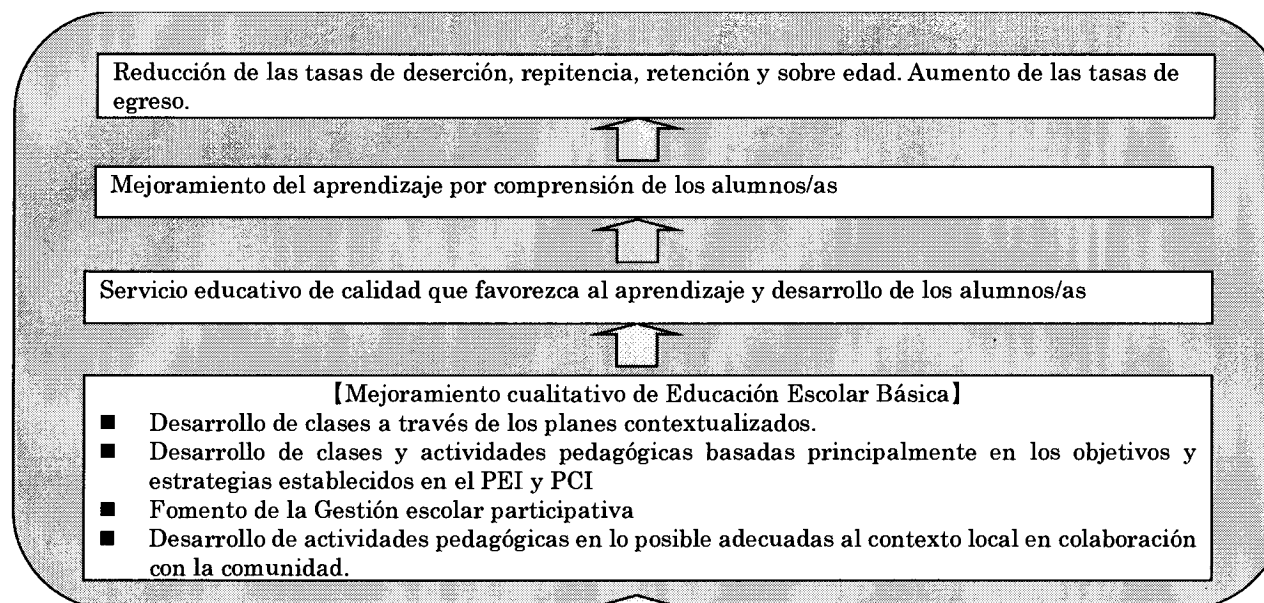 Reducción de las tasas de deserción, repitencia, retención y sobre edad. Aumento de las tasas de
egreso.
Mejoramiento del aprendizaje por comprensión de los alumnos/as
Servicio educativo de calidad que favorezca al aprendizaje y desarrollo de los alumnos/as
【Mejoramiento cualitativo de Educación Escolar Básica】
■ Desarrollo de clases a través de los planes contextualizados.
■ Desarrollo de clases y actividades pedagógicas basadas principalmente en los objetivos y
estrategias establecidos en el PEI y PCI
■ Fomento de la Gestión escolar participativa
■ Desarrollo de actividades pedagógicas en lo posible adecuadas al contexto local en colaboración
con la comunidad.